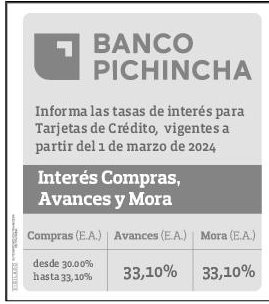 BANCO
PICHINCHA
Informa las tasas de interés para
Tarjetas de Crédito, vigentes a
partir del 1 de marzo de 2024
Interés Compras,
Avances y Mora
Compras (E.A.) Avances (E.A.) Mora (E.A.)
desde 30.00%
hasta 33,10%
33,10% 33,10%